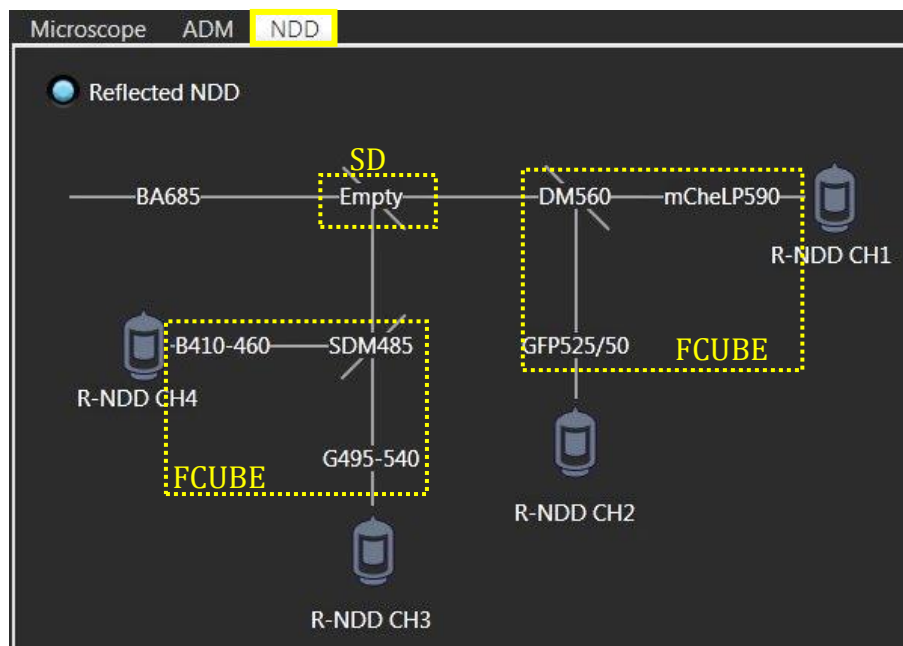 Microscope ADM NDD
Reflected NDD
SD
BA685 Empty DM560 mCheLP590
R-NDD CH1
B410-460 SDM485 GFP525/50 FCUBE
R-NDD CH4
G495-540
FCUBE
R-NDD CH2
R-NDD CH3